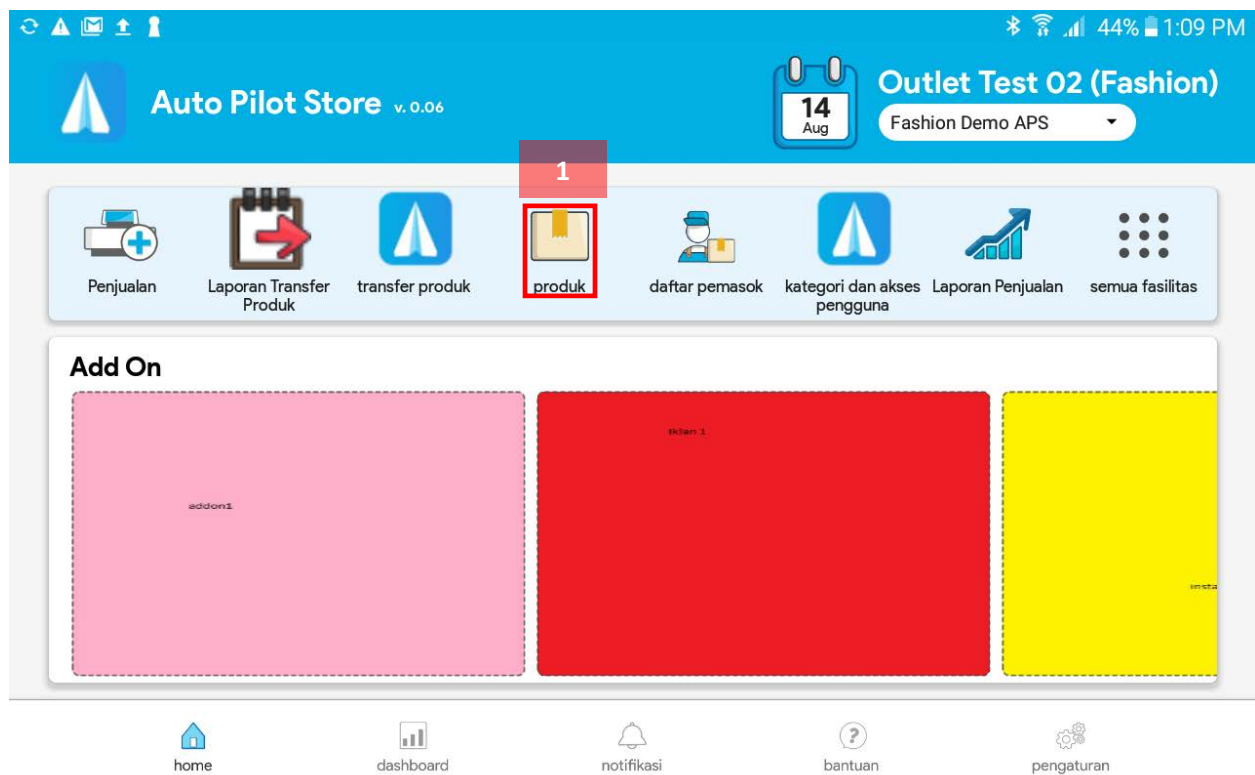 44% 1:09 PM
Auto Pilot Store v. 0.06
14
Aug
Outlet Test 02 (Fashion)
Fashion Demo APS
1
Penjualan
Laporan Transfer
Produk
transfer produk
produk
daftar pemasok
kategori dan akses
pengguna
Laporan Penjualan
semua fasilitas
Add On
addon1
Iklan 1
insta
home
dashboard
notifikasi
bantuan
pengaturan